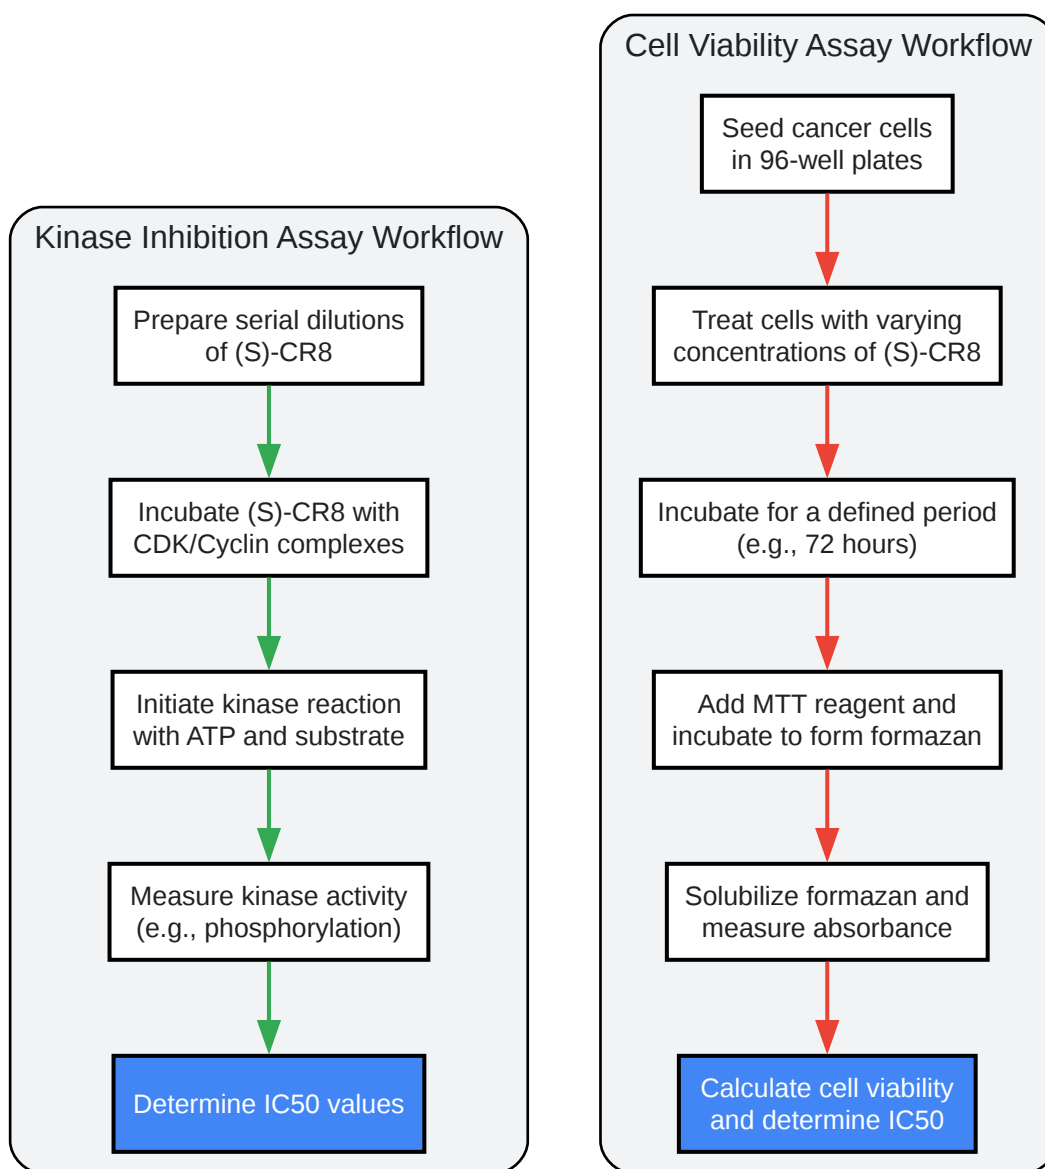 Kinase Inhibition Assay Workflow
Prepare serial dilutions
of (S)-CR8
Incubate (S)-CR8 with
CDK/Cyclin complexes
Initiate kinase reaction
with ATP and substrate
Measure kinase activity
(e.g., phosphorylation)
Determine IC50 values
Cell Viability Assay Workflow
Seed cancer cells
in 96-well plates
Treat cells with varying
concentrations of (S)-CR8
Incubate for a defined period
(e.g., 72 hours)
Add MTT reagent and
incubate to form formazan
Solubilize formazan and
measure absorbance
Calculate cell viability
and determine IC50